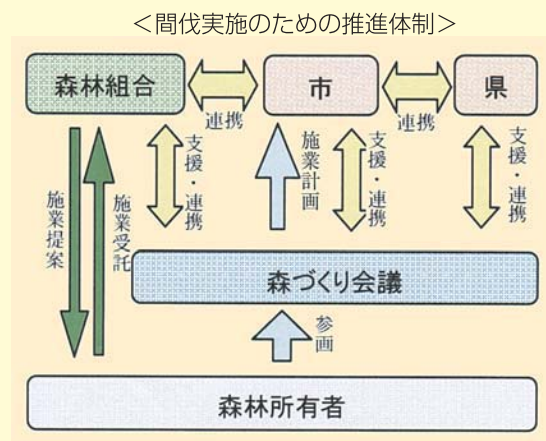 ＜間伐実施のための推進体制＞
森林組合
市
県
連携
連携
支援・連携
施業計画
支援・連携
支援・連携
施業提案
施業受託
森づくり会議
参画
森林所有者